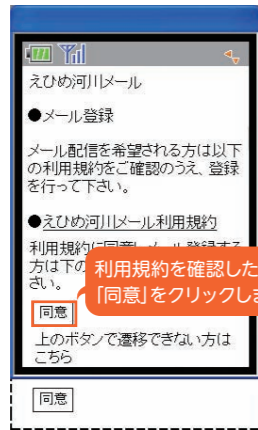 えひめ河川メール
●メール登録
メール配信を希望される方は以下
の利用規約をご確認のうえ、登録
を行って下さい。
●えひめ河川メール利用規約
利用規約に同意しメール登録する
方は下の
さい。
利用規約を確認した
「同意」をクリックしま
同意
上のボタンで遷移できない方は
こちら
同意